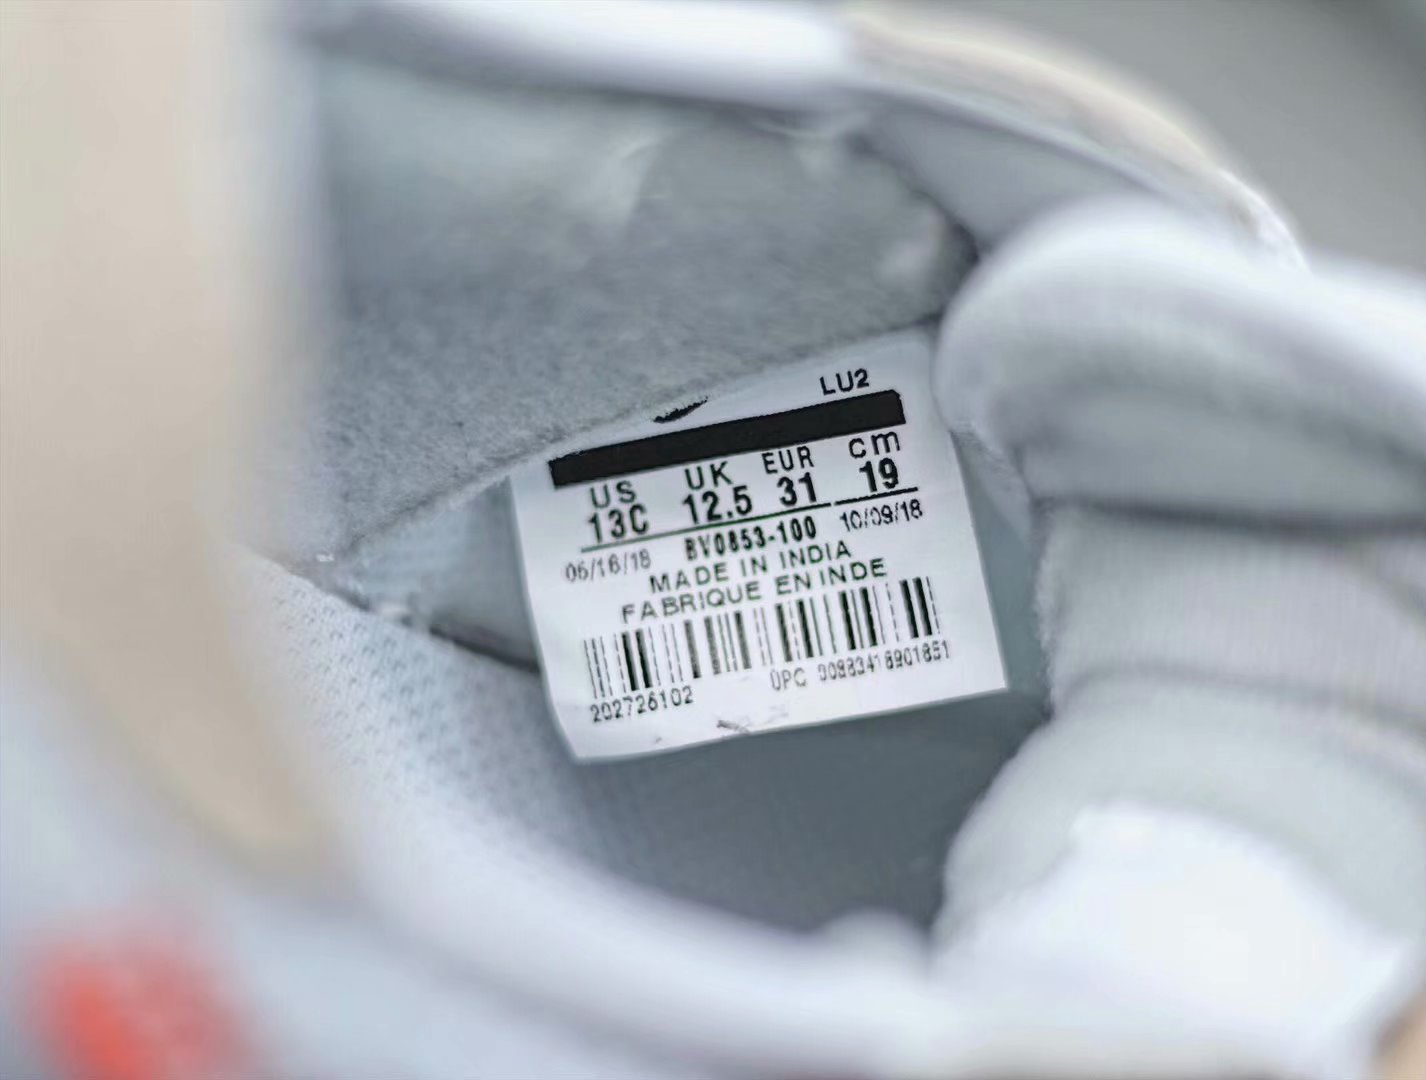 LU2
US UK EUR cm
13C 12.5 31 19
06/16/18 BV0853-100 10/09/18
MADE IN INDIA
FABRIQUE EN INDE
202726102 UPC 00883418901851